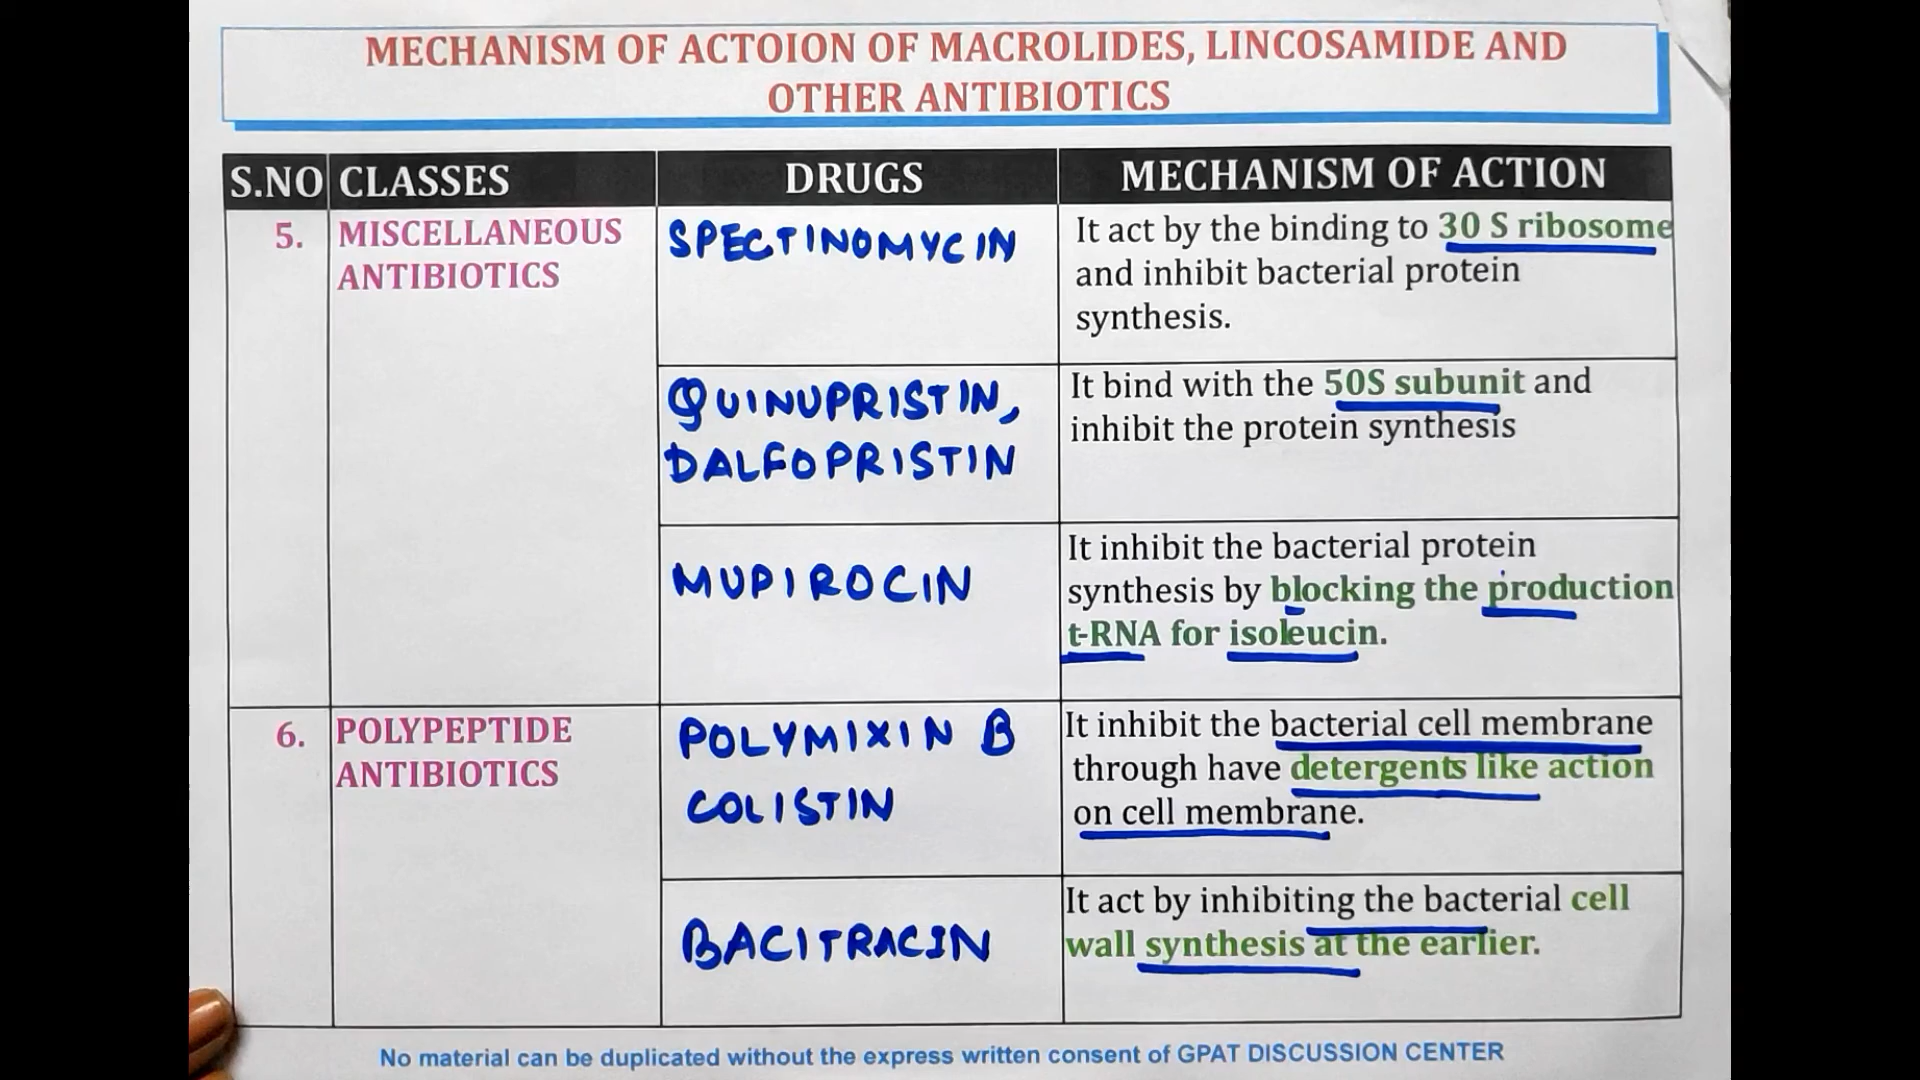 MECHANISM OF ACTOION OF MACROLIDES, LINCOSAMIDE AND
OTHER ANTIBIOTICS
S.NO CLASSES DRUGS MECHANISM OF ACTION
5. MISCELLANEOUS
ANTIBIOTICS
SPECTINOMYCIN
It act by the binding to 30 S ribosome
and inhibit bacterial protein
synthesis.
QUINUPRISTIN,
DALFOPRISTIN
It bind with the 50S subunit and
inhibit the protein synthesis
MUPIROCIN
It inhibit the bacterial protein
synthesis by blocking the production
t-RNA for isoleucin.
6. POLYPEPTIDE
ANTIBIOTICS
POLYMIXIN B
COLISTIN
It inhibit the bacterial cell membrane
through have detergents like action
on cell membrane.
BACITRACIN
It act by inhibiting the bacterial cell
wall synthesis at the earlier.
No material can be duplicated without the express written consent of GPAT DISCUSSION CENTER